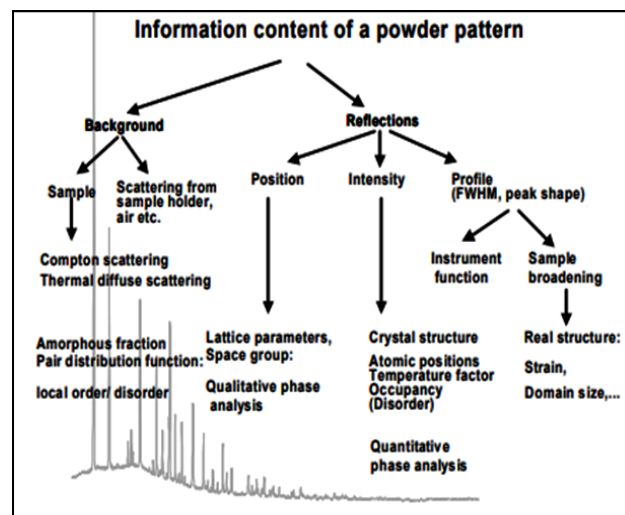 Information content of a powder pattern
Background
Reflections
Sample
Scattering from
sample holder,
air etc.
Position
Intensity
Profile
(FWHM, peak shape)
Compton scattering
Thermal diffuse scattering
Instrument
function
Sample
broadening
Amorphous fraction
Pair distribution function:
local order/ disorder
Lattice parameters,
Space group:
Qualitative phase
analysis
Crystal structure
Atomic positions
Temperature factor
Occupancy
(Disorder)
Quantitative
phase analysis
Real structure:
Strain,
Domain size,...